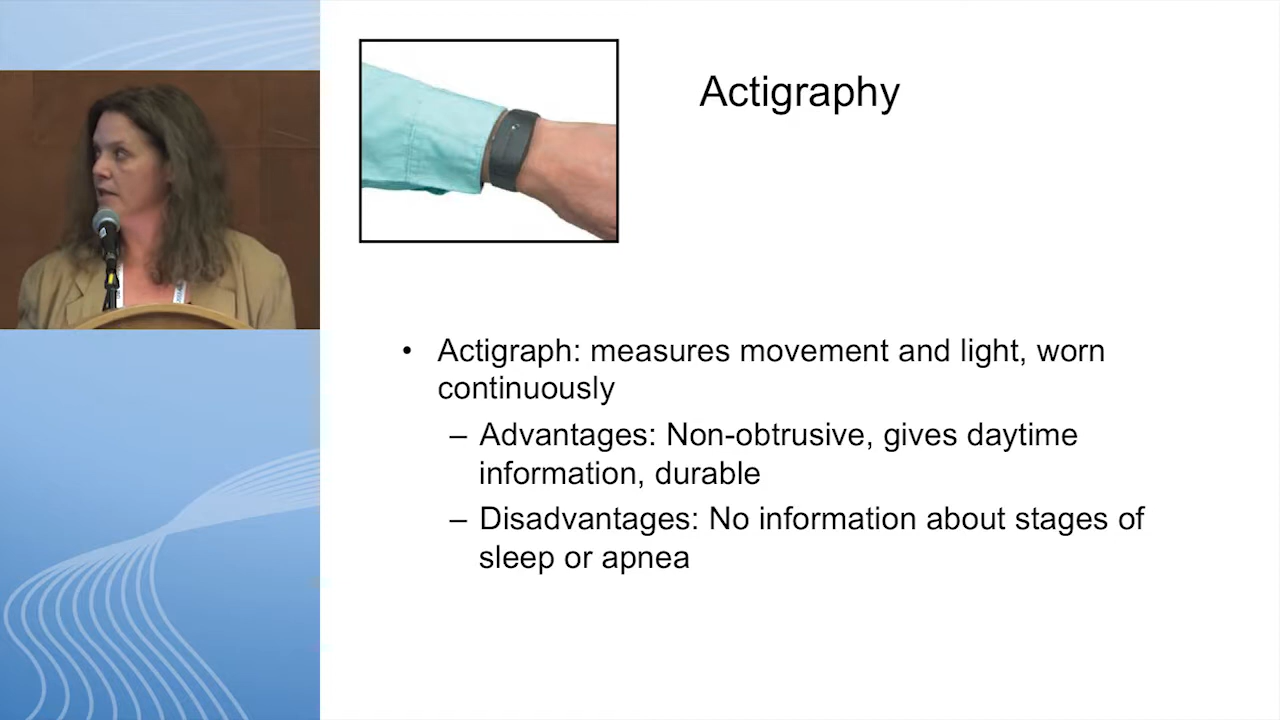 Actigraphy
• Actigraph: measures movement and light, worn
continuously
– Advantages: Non-obtrusive, gives daytime
information, durable
– Disadvantages: No information about stages of
sleep or apnea